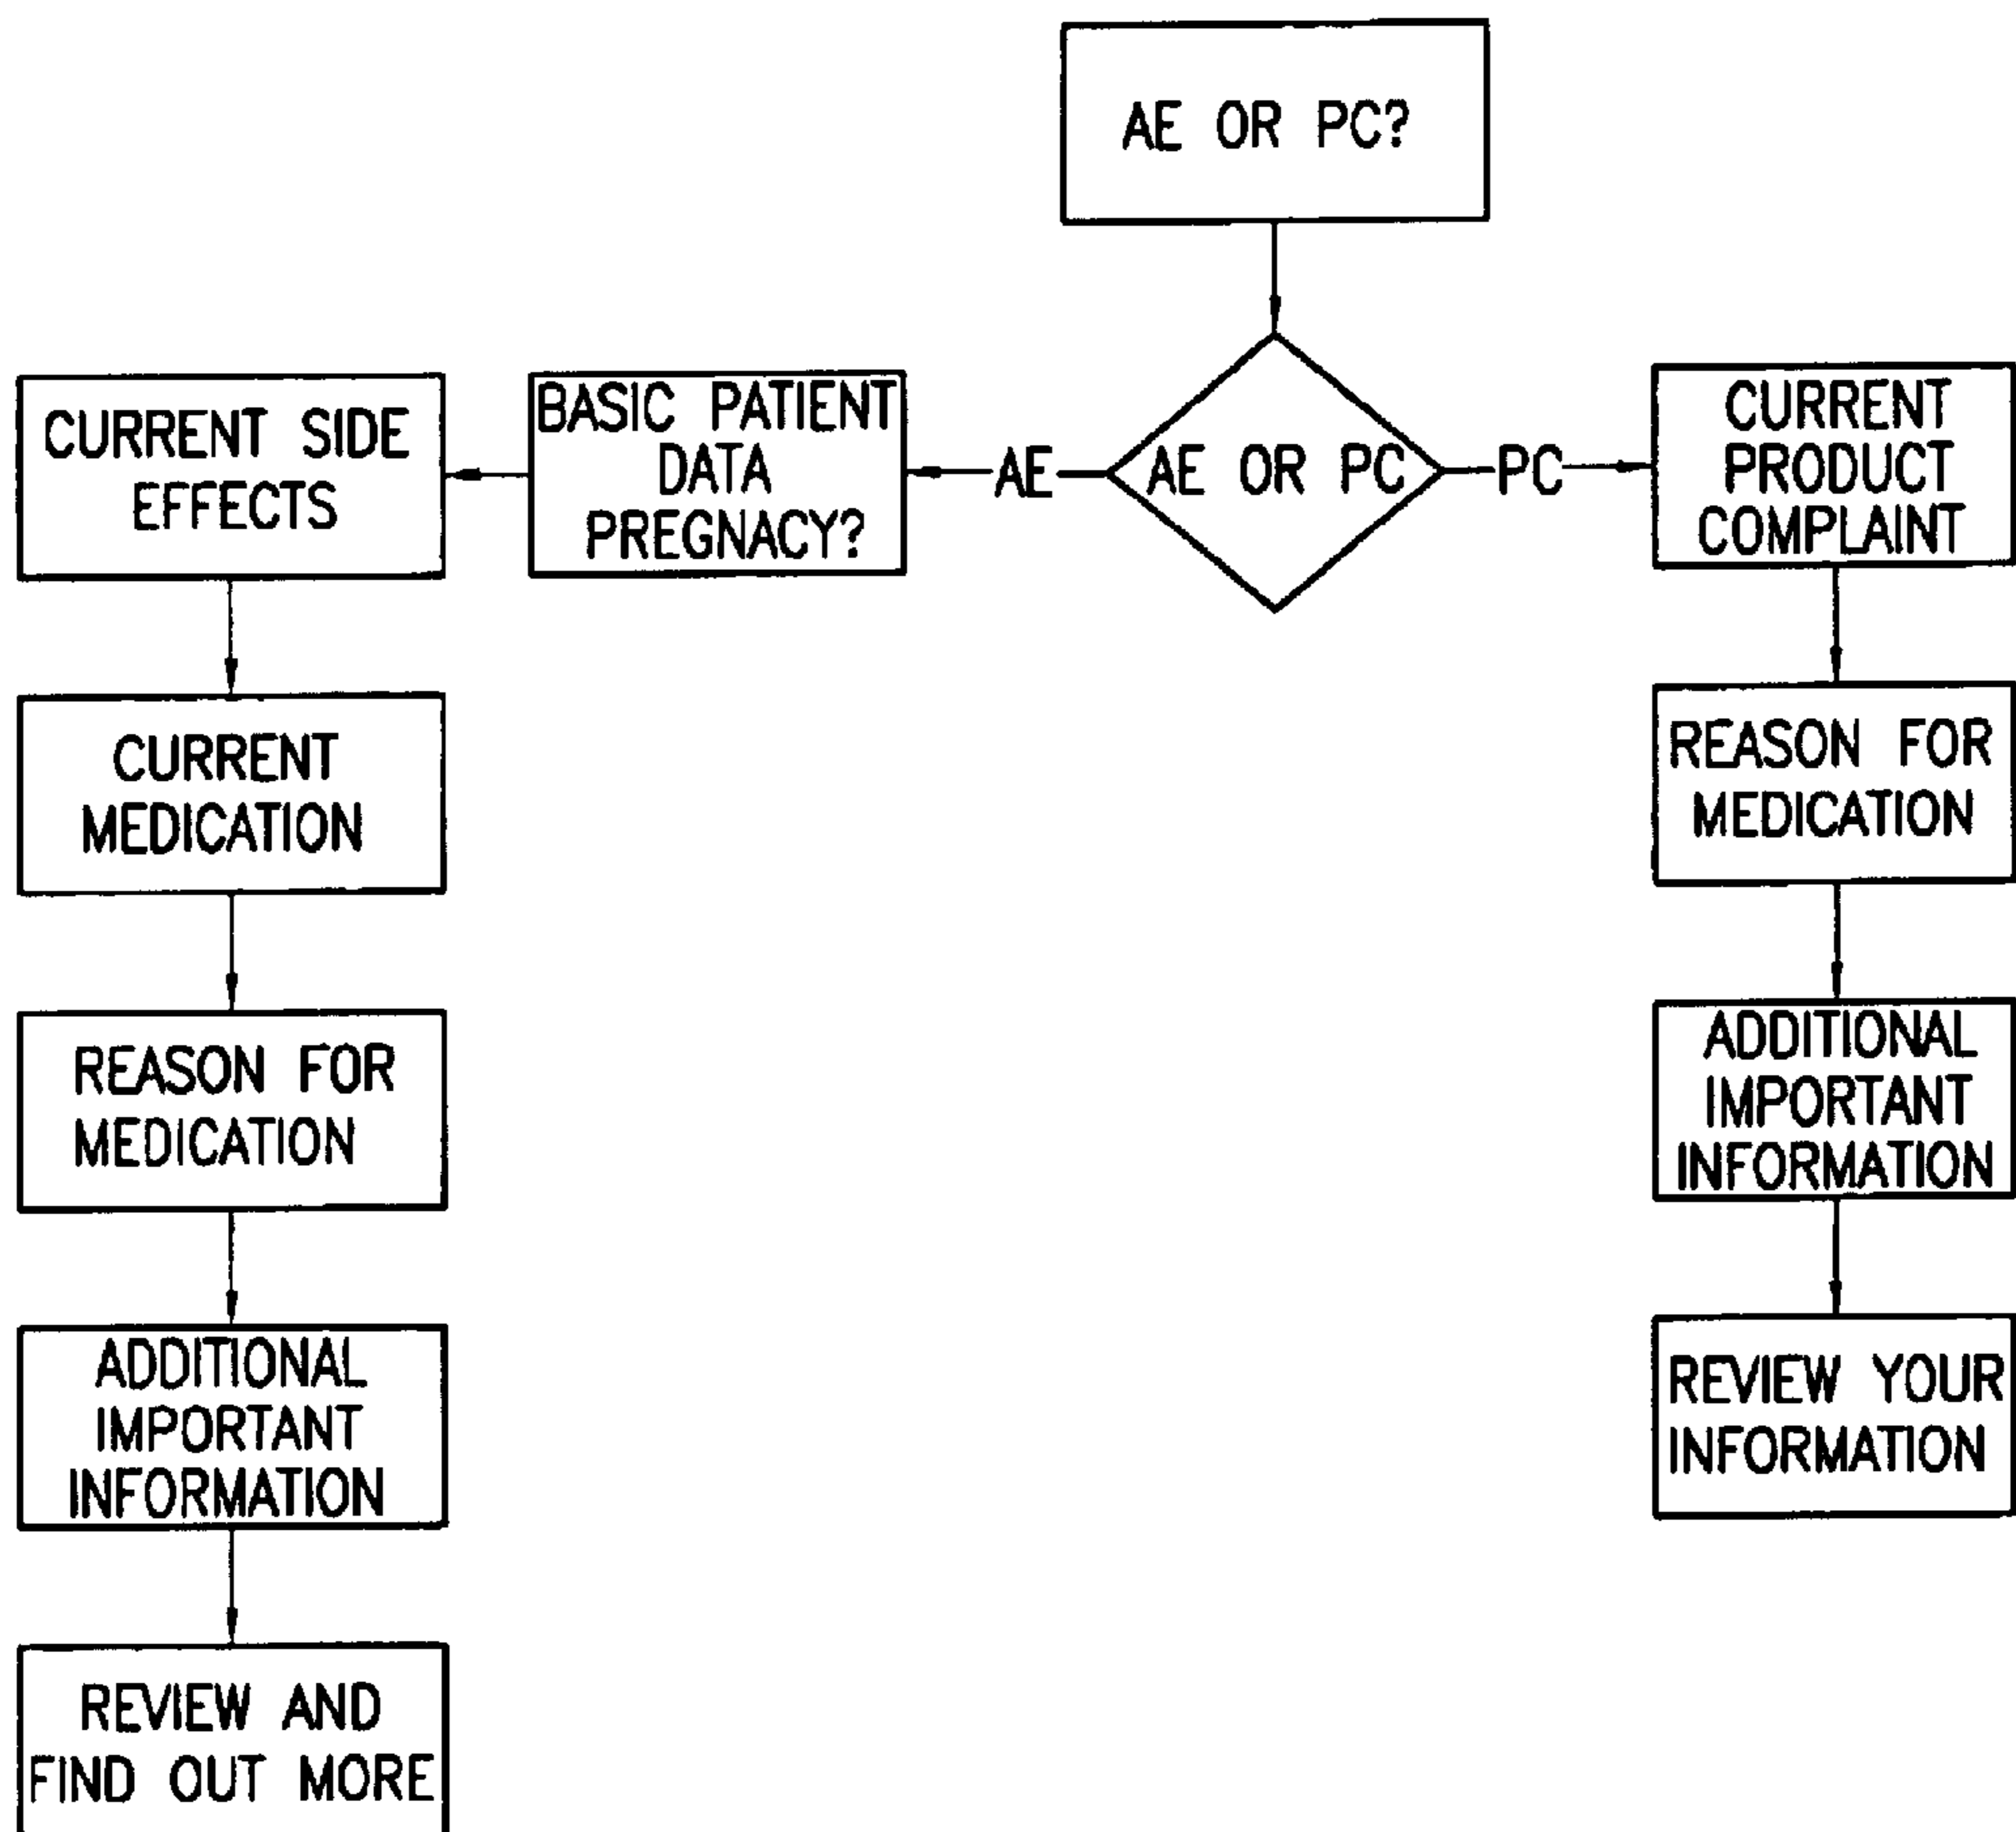 AE OR PC?
AE OR PC
AE
PC
BASIC PATIENT
DATA
PREGNACY?
CURRENT SIDE
EFFECTS
CURRENT
MEDICATION
REASON FOR
MEDICATION
ADDITIONAL
IMPORTANT
INFORMATION
REVIEW AND
FIND OUT MORE
CURRENT
PRODUCT
COMPLAINT
REASON FOR
MEDICATION
ADDITIONAL
IMPORTANT
INFORMATION
REVIEW YOUR
INFORMATION